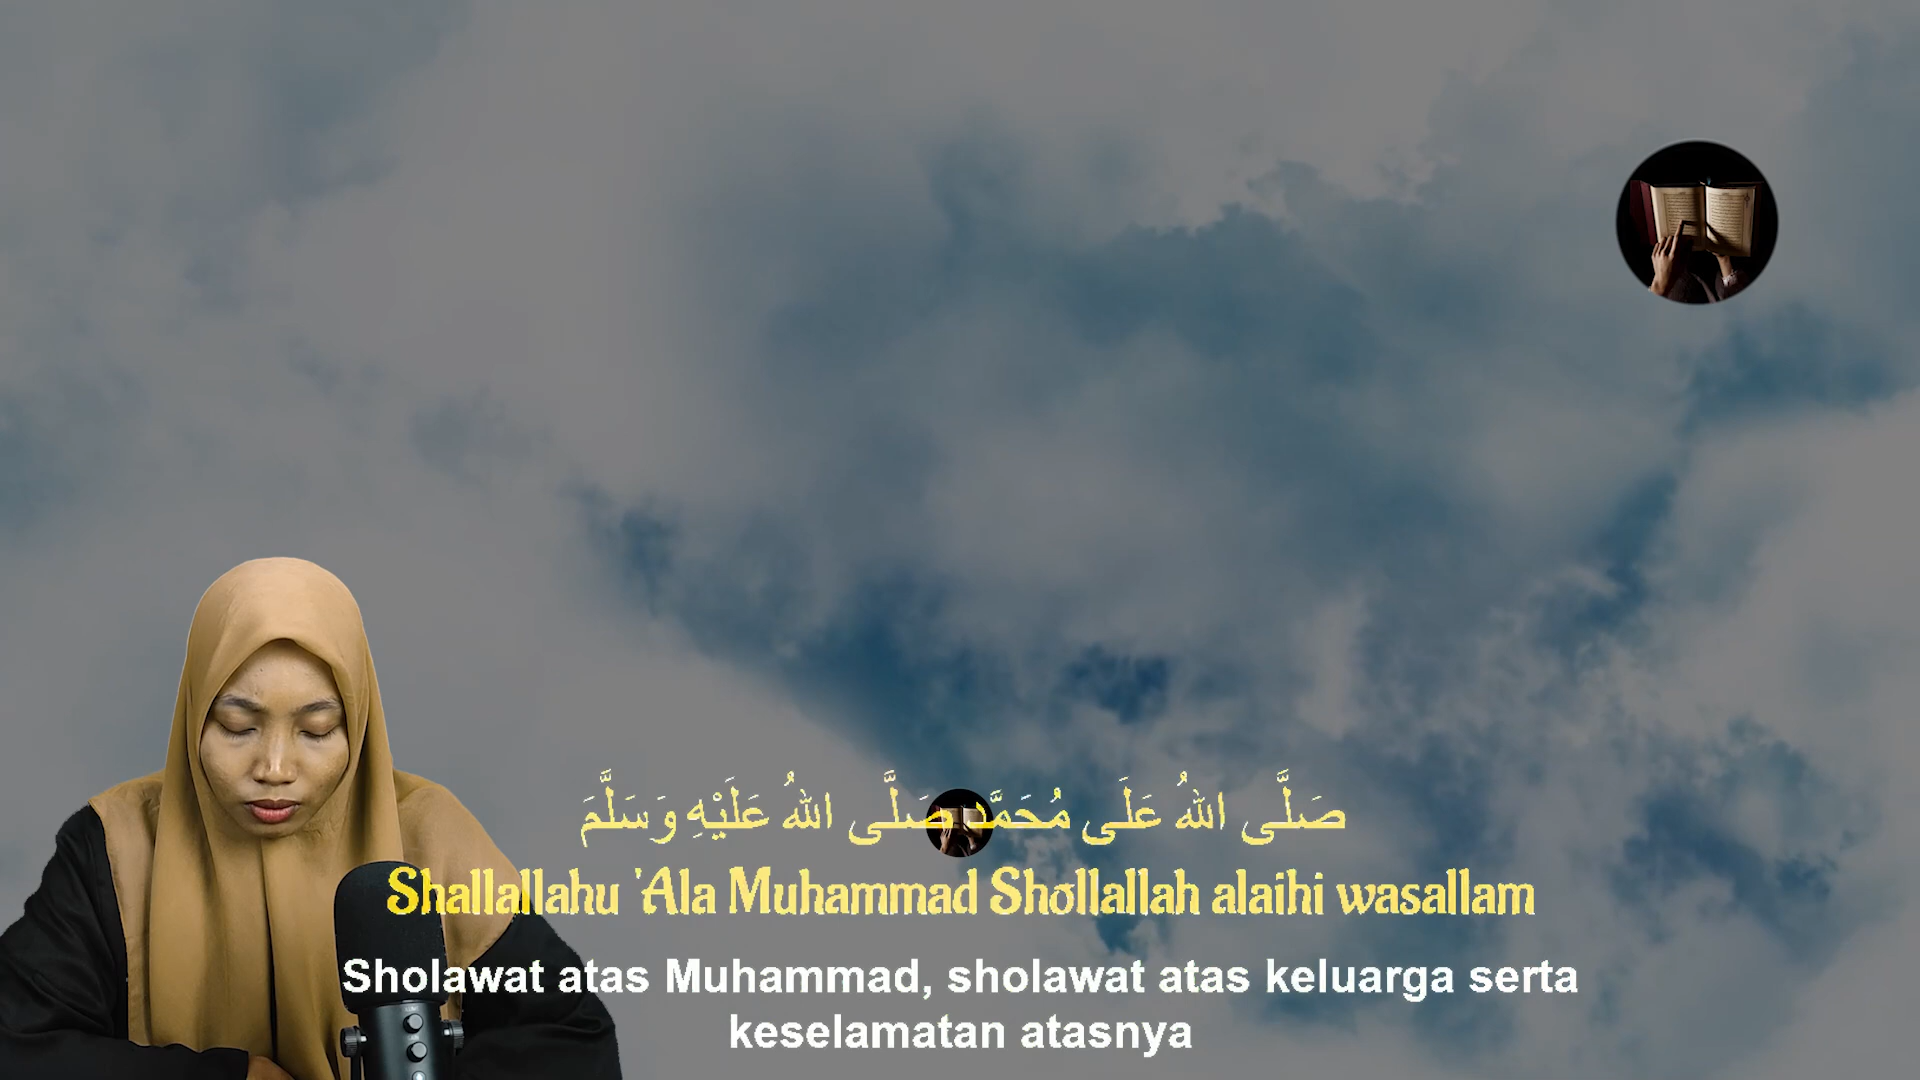 صَلَّى اللهُ عَلَى مُحَمَّد صَلَّى اللهُ عَلَيْهِ وَسَلَّمَ
Shallallahu 'Ala Muhammad Shollallah alaihi wasallam
Sholawat atas Muhammad, sholawat atas keluarga serta
keselamatan atasnya